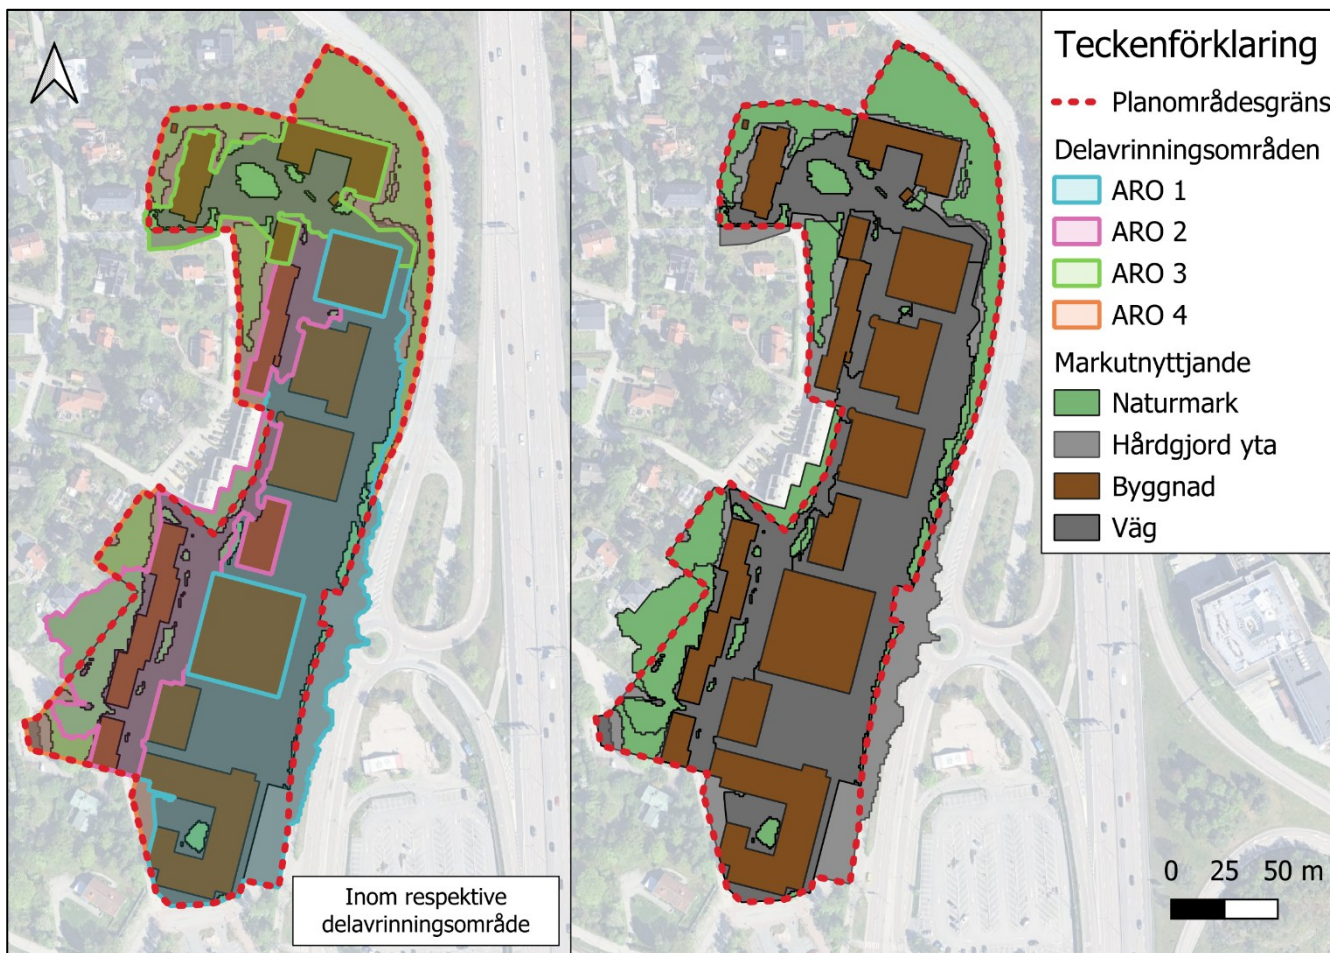 Teckenförklaring
Planområdesgräns
Delavrinningsområden
ARO 1
ARO 2
ARO 3
ARO 4
Markutnyttjande
Naturmark
Hårdgjord yta
Byggnad
Väg
0 25 50 m
Inom respektive
delavrinningsområde